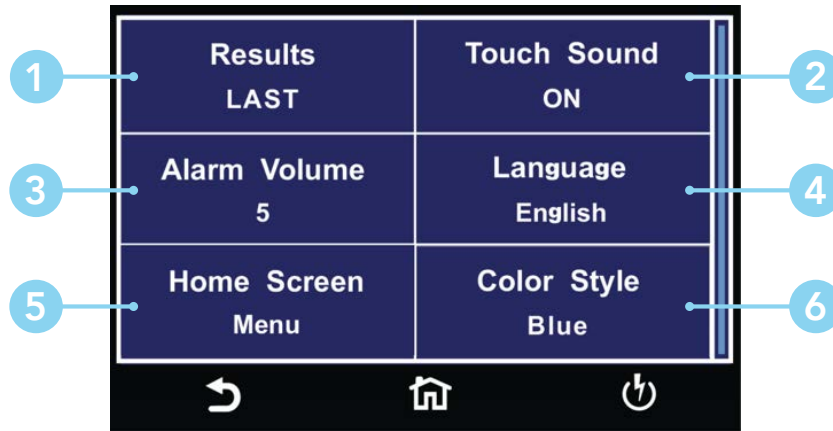 1
Results
LAST
Touch Sound
ON
2
3
Alarm Volume
5
Language
English
4
5
Home Screen
Menu
Color Style
Blue
6